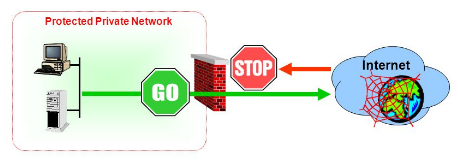 Protected Private Network
STOP
Internet
GO